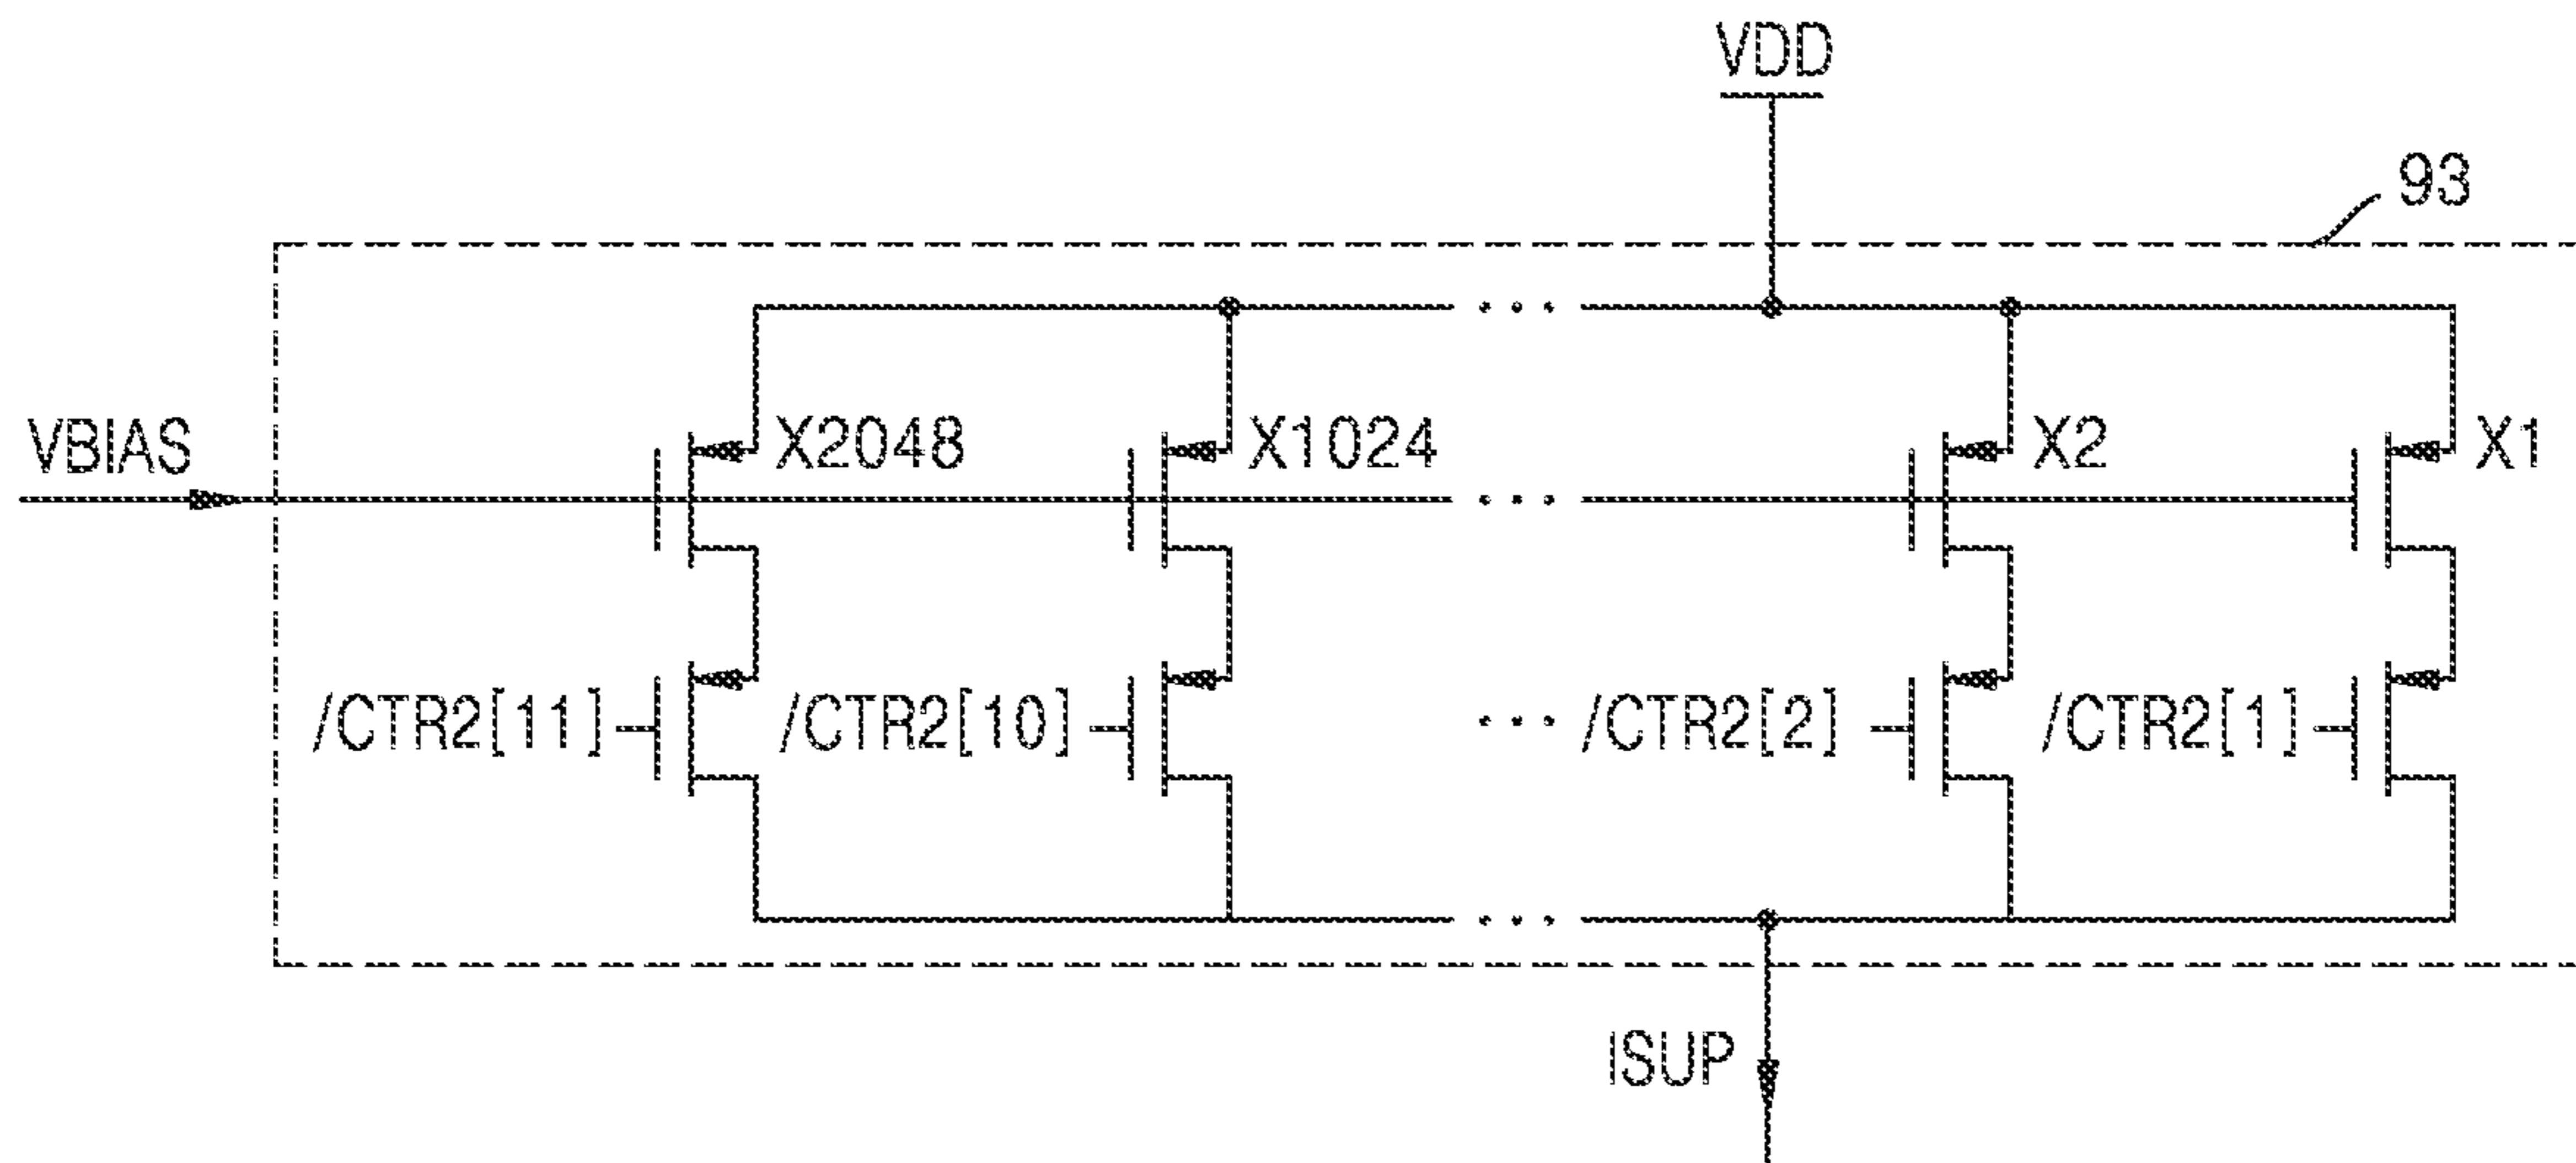 VDD
93
VBIAS
X2048
X1024
X2
X1
/CTR2[11]
/CTR2[10]
/CTR2[2]
/CTR2[1]
ISUP